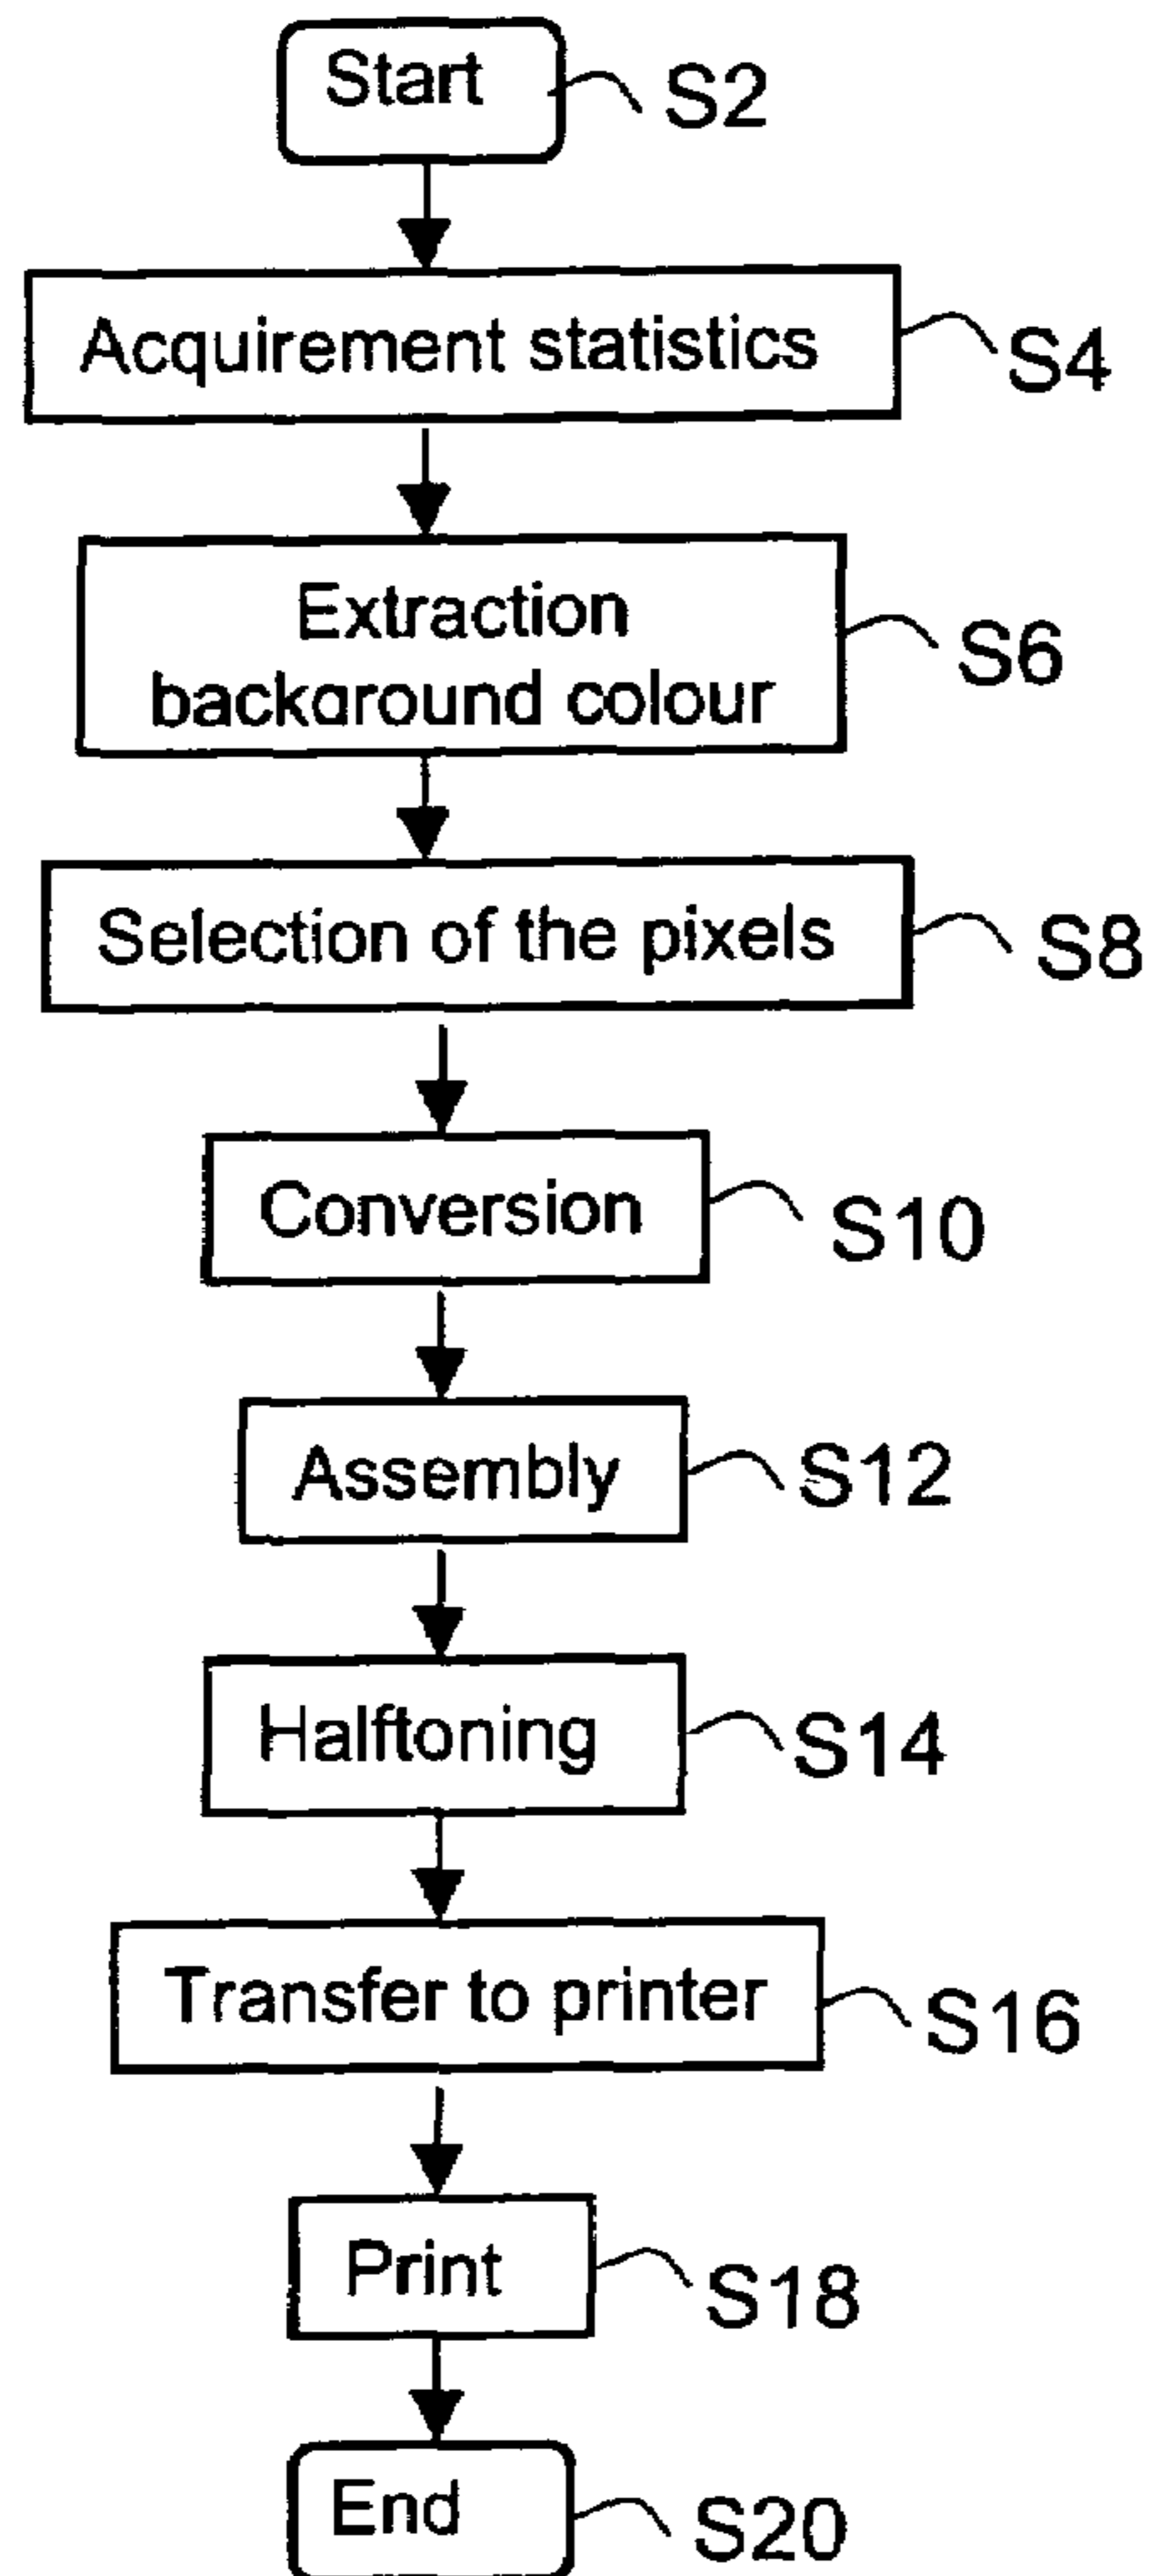 Start S2
Acquirement statistics S4
Extraction
background colour S6
Selection of the pixels S8
Conversion S10
Assembly S12
Halftoning S14
Transfer to printer S16
Print S18
End S20